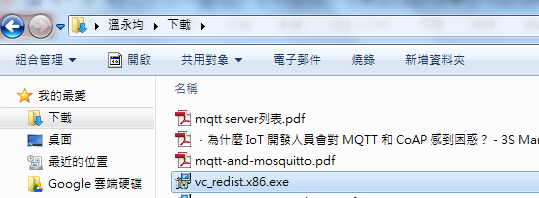 溫永均 ▸ 下載 ▸
組合管理 ▼ 開啟 共用對象 ▼ 電子郵件 燒錄 新增資料夾
名稱
我的最愛
下載
桌面
最近的位置
Google 雲端硬碟
mqtt server列表.pdf
- 為什麼 IoT 開發人員會對 MQTT 和 CoAP 感到困惑？ - 3S Mar
mqtt-and-mosquitto.pdf
vc_redist.x86.exe